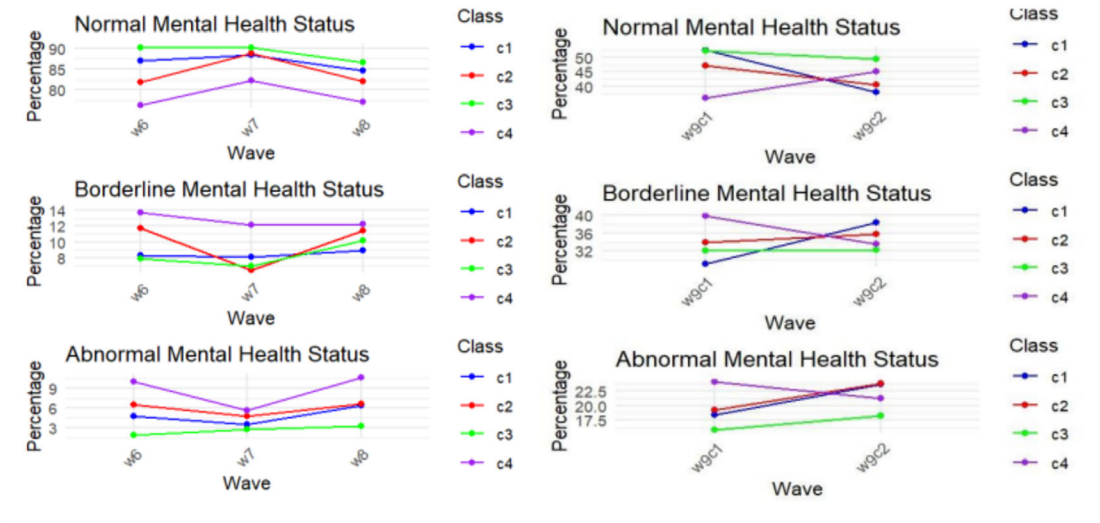 Normal Mental Health Status
Percentage
90
85
80
w6
w7
w8
Wave
Class
c1
c2
c3
c4
Normal Mental Health Status
Percentage
50
45
40
w9c1
w9c2
Wave
Class
c1
c2
c3
c4
Borderline Mental Health Status
Percentage
14
12
10
8
w6
w7
w8
Wave
Class
c1
c2
c3
c4
Borderline Mental Health Status
Percentage
40
36
32
w9c1
w9c2
Wave
Class
c1
c2
c3
c4
Abnormal Mental Health Status
Percentage
9
6
3
w6
w7
w8
Wave
Class
c1
c2
c3
c4
Abnormal Mental Health Status
Percentage
22.5
20.0
17.5
w9c1
w9c2
Wave
Class
c1
c2
c3
c4